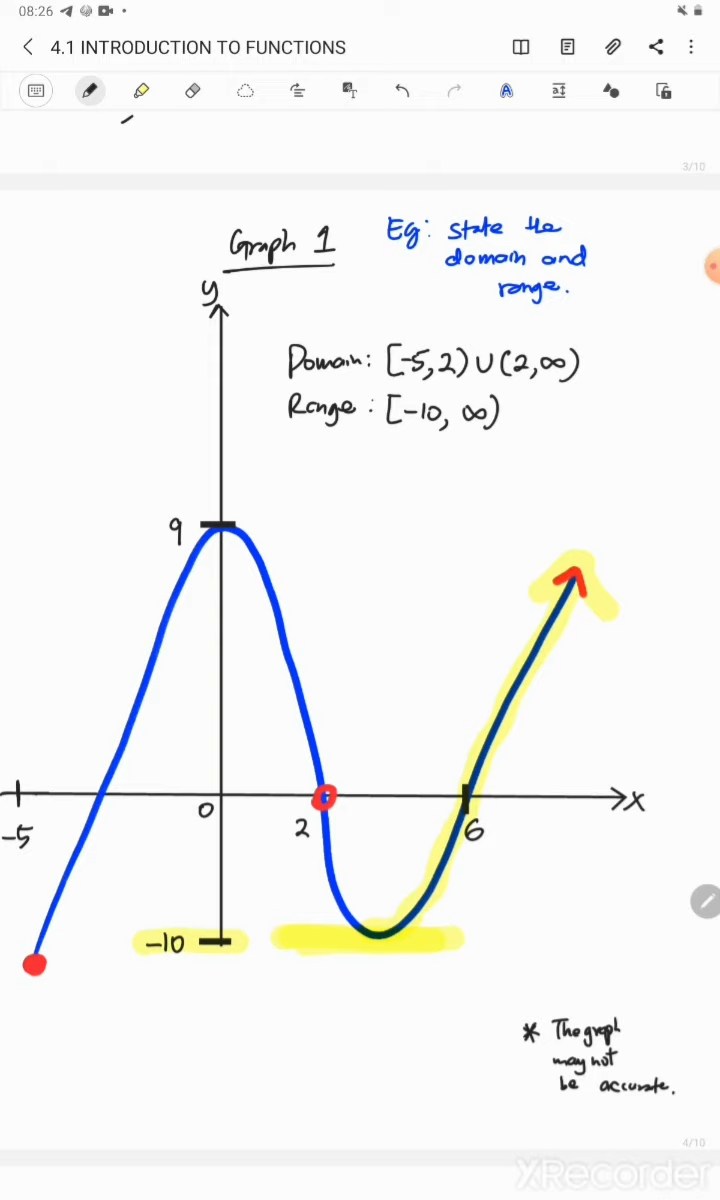 08:26
4.1 INTRODUCTION TO FUNCTIONS
3/10
Graph 1
Eg: State the
domain and
range.
y
Domain: [-5,2) ∪ (2,∞)
Range : [-10, ∞)
9
0
x
-5
2
6
-10
* The graph
may not
be accurate.
4/10
XRecorder